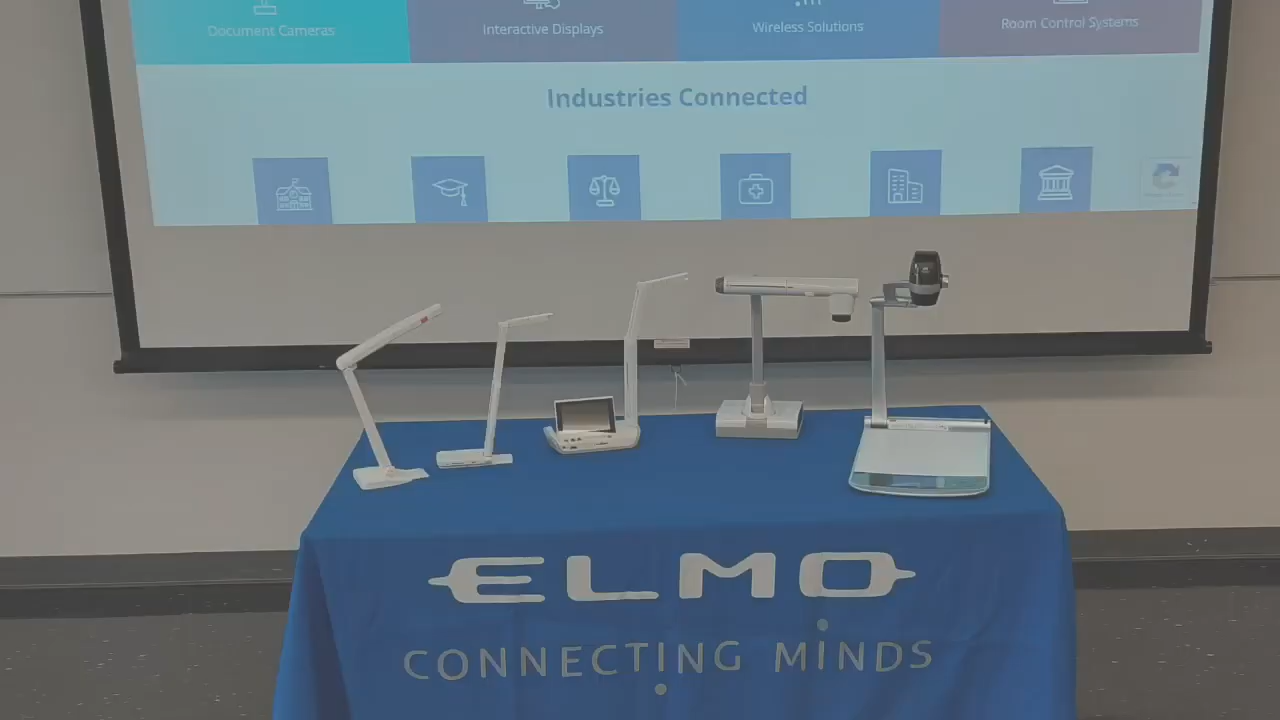 Document Cameras
Interactive Displays
Wireless Solutions
Room Control Systems
Industries Connected
ELMO
CONNECTING MINDS